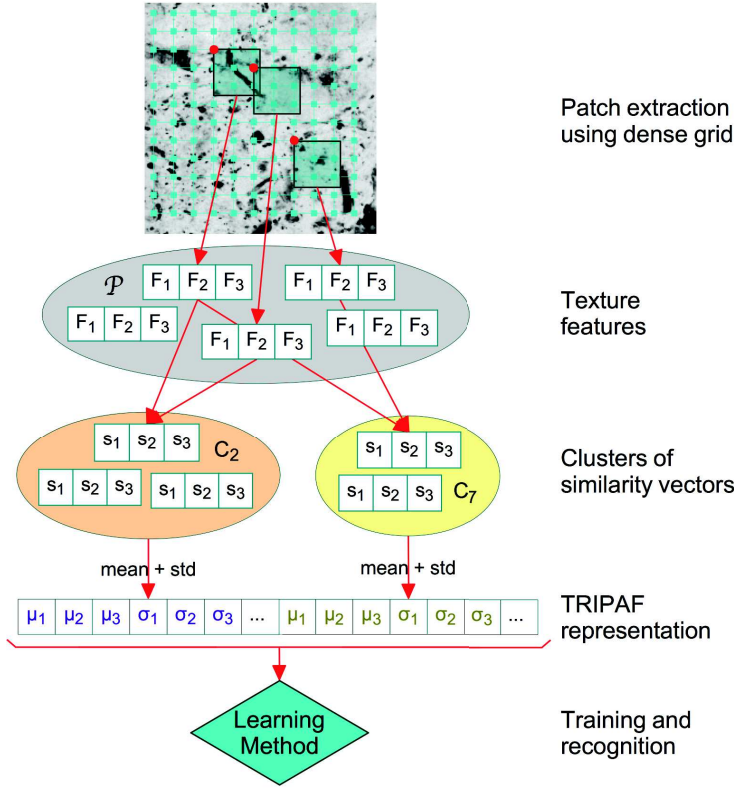 Patch extraction
using dense grid
𝒫
F₁ F₂ F₃
F₁ F₂ F₃
F₁ F₂ F₃
F₁ F₂ F₃
F₁ F₂ F₃
Texture
features
s₁ s₂ s₃
C₂
s₁ s₂ s₃
s₁ s₂ s₃
s₁ s₂ s₃
s₁ s₂ s₃
C₇
Clusters of
similarity vectors
mean + std
mean + std
μ₁ μ₂ μ₃ σ₁ σ₂ σ₃ ... μ₁ μ₂ μ₃ σ₁ σ₂ σ₃ ...
TRIPAF
representation
Learning
Method
Training and
recognition